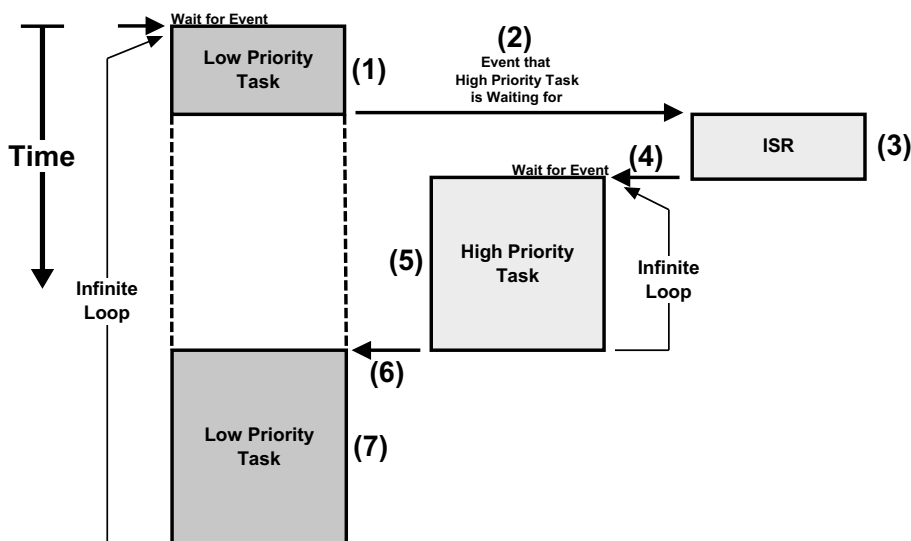 Wait for Event
Low Priority
Task
(1)
(2)
Event that
High Priority Task
is Waiting for
ISR
(3)
Time
Wait for Event
(4)
High Priority
Task
(5)
Infinite
Loop
Infinite
Loop
(6)
Low Priority
Task
(7)